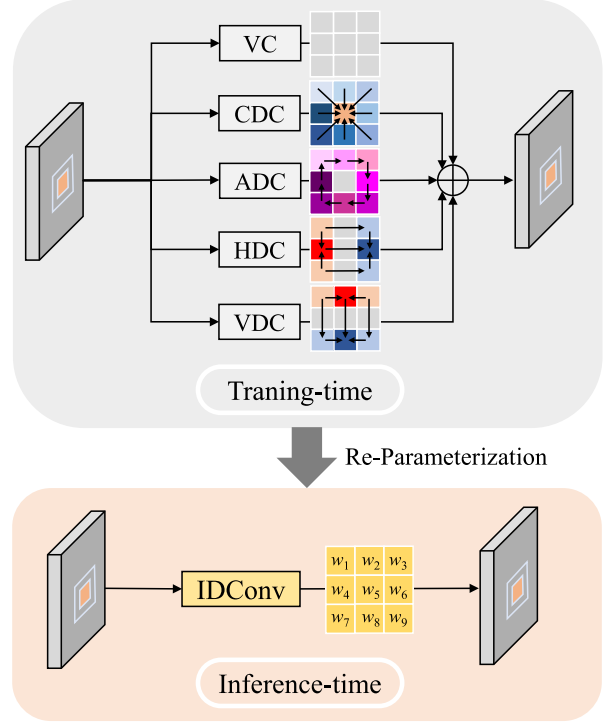 VC
CDC
ADC
HDC
VDC
Traning-time
Re-Parameterization
IDConv
w1 w2 w3
w4 w5 w6
w7 w8 w9
Inference-time